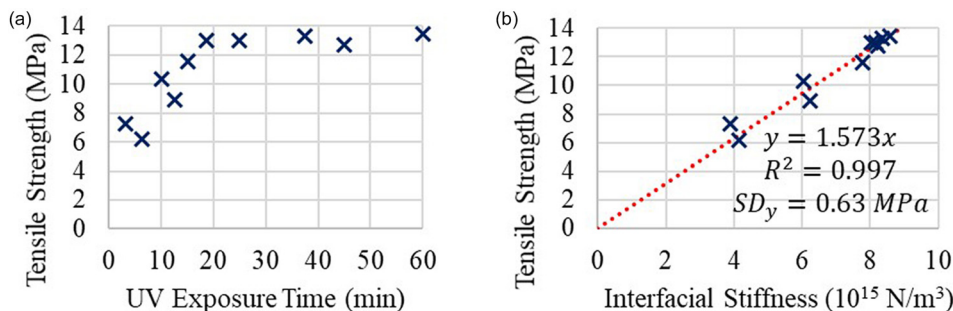 (a)
Tensile Strength (MPa)
14
12
10
8
6
4
2
0
0 10 20 30 40 50 60
UV Exposure Time (min)
(b)
Tensile Strength (MPa)
14
12
10
8
6
4
2
0
y = 1.573x
R² = 0.997
SD_y = 0.63 MPa
0 2 4 6 8 10
Interfacial Stiffness (10¹⁵ N/m³)